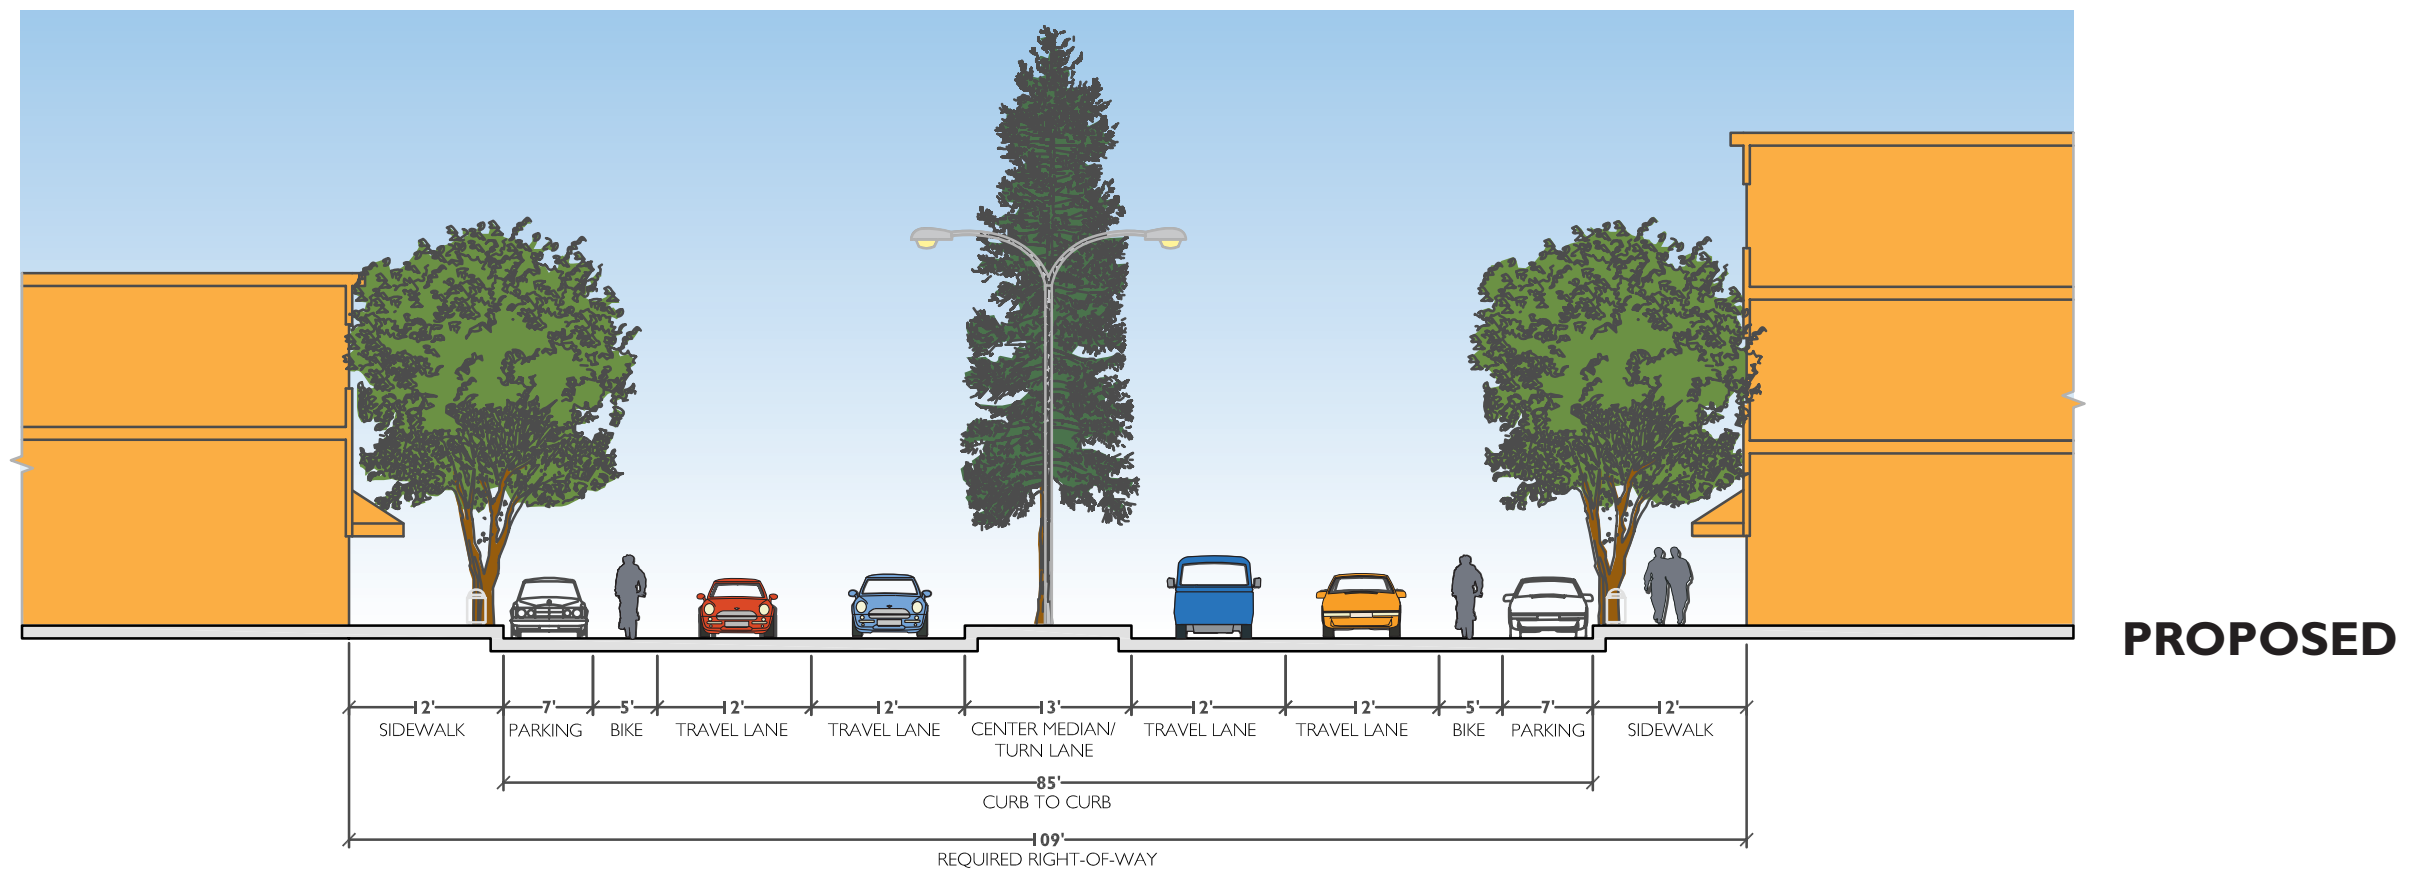 PROPOSED
12' 7' 5' 12' 12' 13' 12' 12' 5' 7' 12'
SIDEWALK PARKING BIKE TRAVEL LANE TRAVEL LANE CENTER MEDIAN/ TRAVEL LANE TRAVEL LANE BIKE PARKING SIDEWALK
TURN LANE
85'
CURB TO CURB
109'
REQUIRED RIGHT-OF-WAY